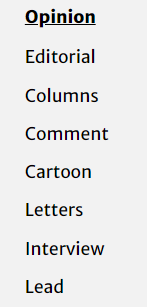 Opinion
Editorial
Columns
Comment
Cartoon
Letters
Interview
Lead